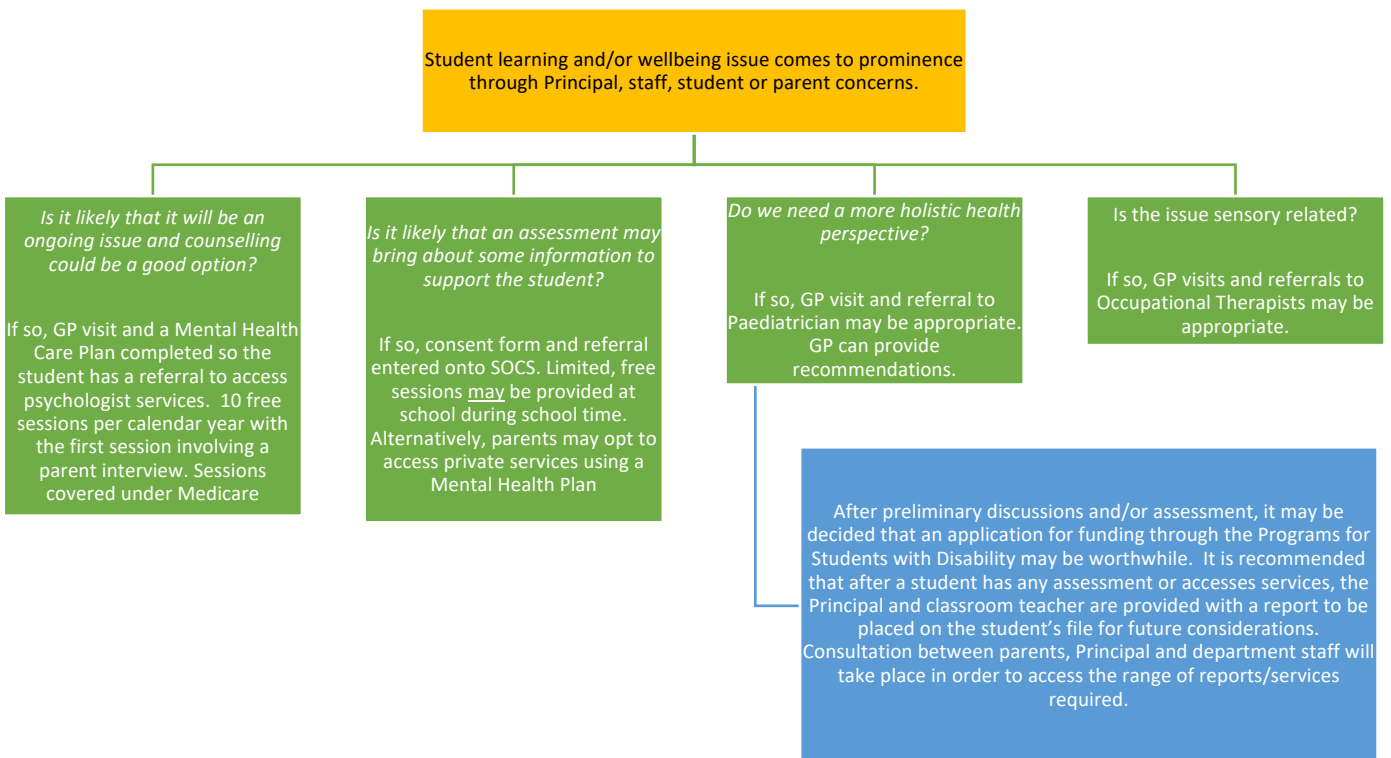 Student learning and/or wellbeing issue comes to prominence
through Principal, staff, student or parent concerns.
Is it likely that it will be an
ongoing issue and counselling
could be a good option?
If so, GP visit and a Mental Health
Care Plan completed so the
student has a referral to access
psychologist services.  10 free
sessions per calendar year with
the first session involving a
parent interview. Sessions
covered under Medicare
Is it likely that an assessment may
bring about some information to
support the student?
If so, consent form and referral
entered onto SOCS. Limited, free
sessions may be provided at
school during school time.
Alternatively, parents may opt to
access private services using a
Mental Health Plan
Do we need a more holistic health
perspective?
If so, GP visit and referral to
Paediatrician may be appropriate.
GP can provide
recommendations.
Is the issue sensory related?
If so, GP visits and referrals to
Occupational Therapists may be
appropriate.
After preliminary discussions and/or assessment, it may be
decided that an application for funding through the Programs for
Students with Disability may be worthwhile.  It is recommended
that after a student has any assessment or accesses services, the
Principal and classroom teacher are provided with a report to be
placed on the student’s file for future considerations.
Consultation between parents, Principal and department staff will
take place in order to access the range of reports/services
required.